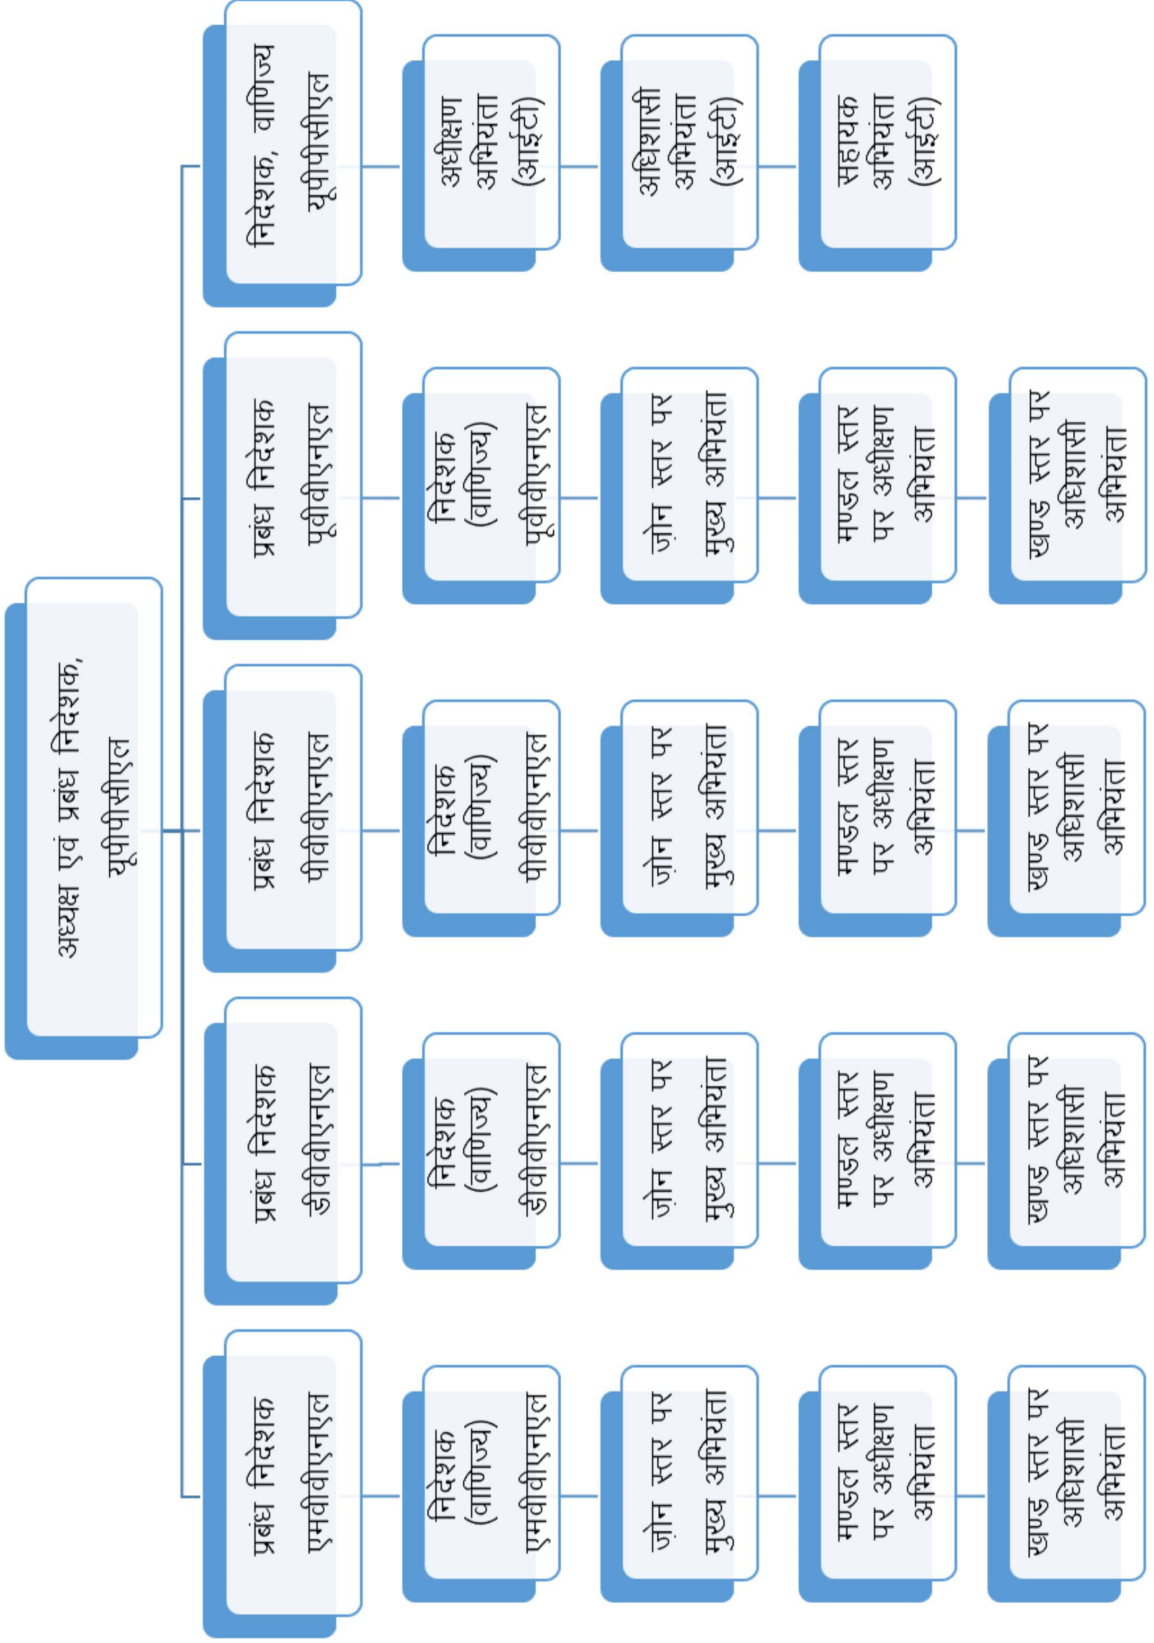 अध्यक्ष एवं प्रबंध निदेशक,
यूपीपीसीएल
प्रबंध निदेशक
एमवीवीएनएल
प्रबंध निदेशक
डीवीवीएनएल
प्रबंध निदेशक
पीवीवीएनएल
प्रबंध निदेशक
पूवीवीएनएल
निदेशक, वाणिज्य
यूपीपीसीएल
निदेशक
(वाणिज्य)
एमवीवीएनएल
निदेशक
(वाणिज्य)
डीवीवीएनएल
निदेशक
(वाणिज्य)
पीवीवीएनएल
निदेशक
(वाणिज्य)
पूवीवीएनएल
अधीक्षण
अभियंता
(आईटी)
ज़ोन स्तर पर
मुख्य अभियंता
ज़ोन स्तर पर
मुख्य अभियंता
ज़ोन स्तर पर
मुख्य अभियंता
ज़ोन स्तर पर
मुख्य अभियंता
अधिशासी
अभियंता
(आईटी)
मण्डल स्तर
पर अधीक्षण
अभियंता
मण्डल स्तर
पर अधीक्षण
अभियंता
मण्डल स्तर
पर अधीक्षण
अभियंता
मण्डल स्तर
पर अधीक्षण
अभियंता
सहायक
अभियंता
(आईटी)
खण्ड स्तर पर
अधिशासी
अभियंता
खण्ड स्तर पर
अधिशासी
अभियंता
खण्ड स्तर पर
अधिशासी
अभियंता
खण्ड स्तर पर
अधिशासी
अभियंता